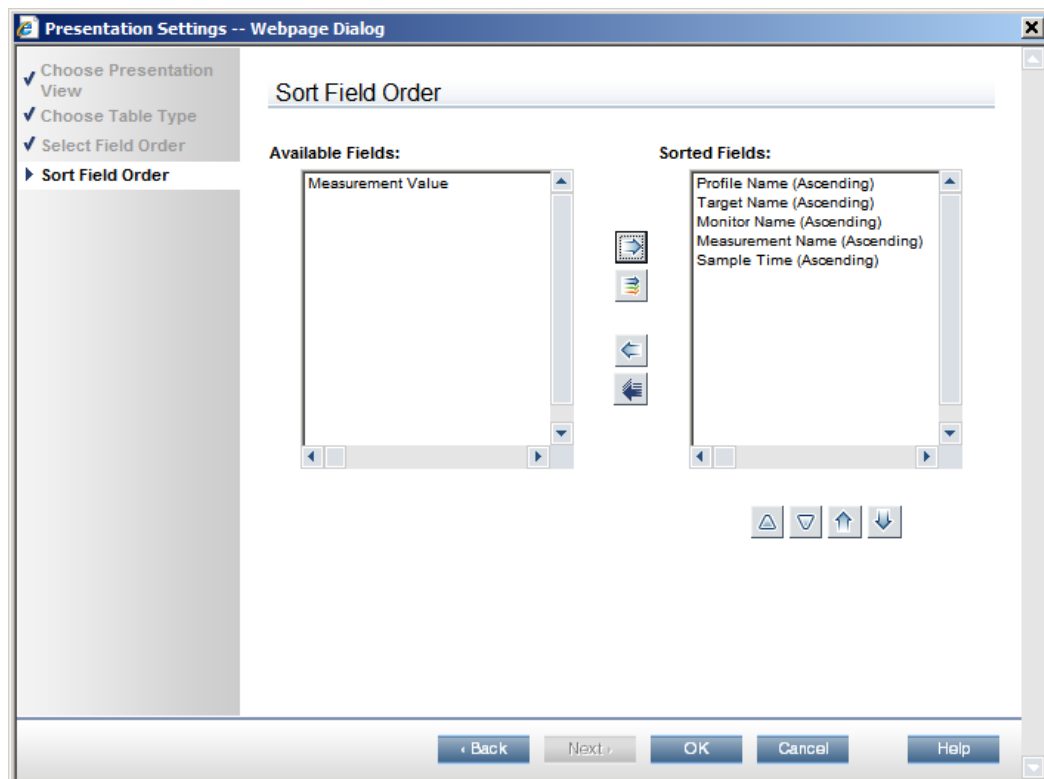 Presentation Settings -- Webpage Dialog
Choose Presentation
View
Choose Table Type
Select Field Order
Sort Field Order
Sort Field Order
Available Fields:
Measurement Value
Sorted Fields:
Profile Name (Ascending)
Target Name (Ascending)
Monitor Name (Ascending)
Measurement Name (Ascending)
Sample Time (Ascending)
‹ Back
Next ›
OK
Cancel
Help